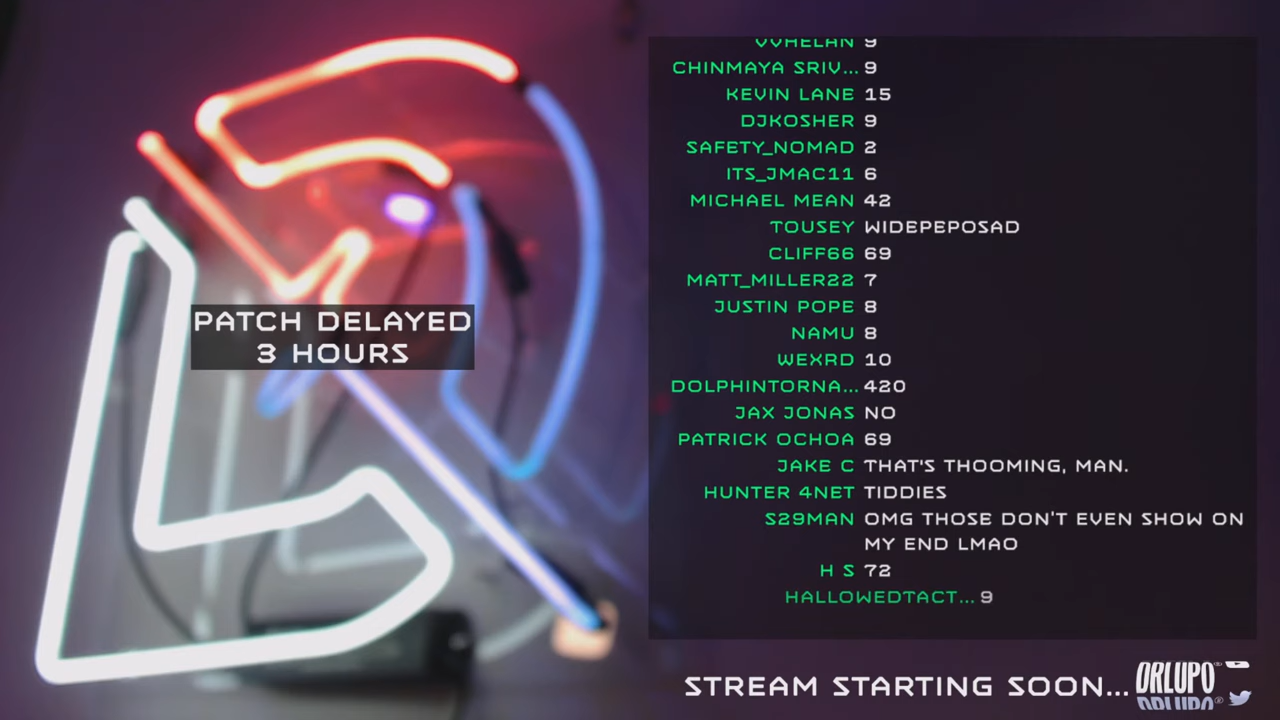 PATCH DELAYED
3 HOURS
VVHELAN 9
CHINMAYA SRIV... 9
KEVIN LANE 15
DJKOSHER 9
SAFETY_NOMAD 2
ITS_JMAC11 6
MICHAEL MEAN 42
TOUSEY WIDEPEPOSAD
CLIFF66 69
MATT_MILLER22 7
JUSTIN POPE 8
NAMU 8
WEXRD 10
DOLPHINTORNA... 420
JAX JONAS NO
PATRICK OCHOA 69
JAKE C THAT'S THOOMING, MAN.
HUNTER 4NET TIDDIES
S29MAN OMG THOSE DON'T EVEN SHOW ON
MY END LMAO
H S 72
HALLOWEDTACT... 9
STREAM STARTING SOON... DRLUPO